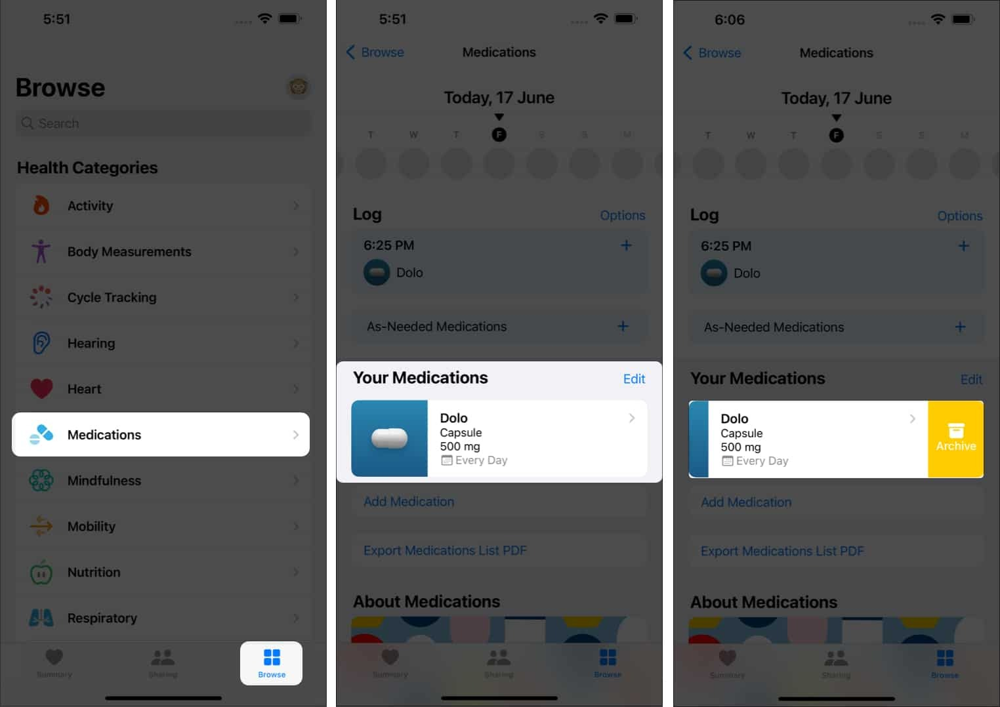 5:51
Browse
Search
Health Categories
Activity
Body Measurements
Cycle Tracking
Hearing
Heart
Medications
Mindfulness
Mobility
Nutrition
Respiratory
Summary
Sharing
Browse
5:51
Browse
Medications
Today, 17 June
T W T F S S M
Log
Options
6:25 PM
Dolo
As-Needed Medications
Your Medications
Edit
Dolo
Capsule
500 mg
Every Day
Add Medication
Export Medications List PDF
About Medications
Summary
Sharing
Browse
6:06
Browse
Medications
Today, 17 June
T W T F S S M
Log
Options
6:25 PM
Dolo
As-Needed Medications
Your Medications
Edit
Dolo
Capsule
500 mg
Every Day
Archive
Add Medication
Export Medications List PDF
About Medications
Summary
Sharing
Browse